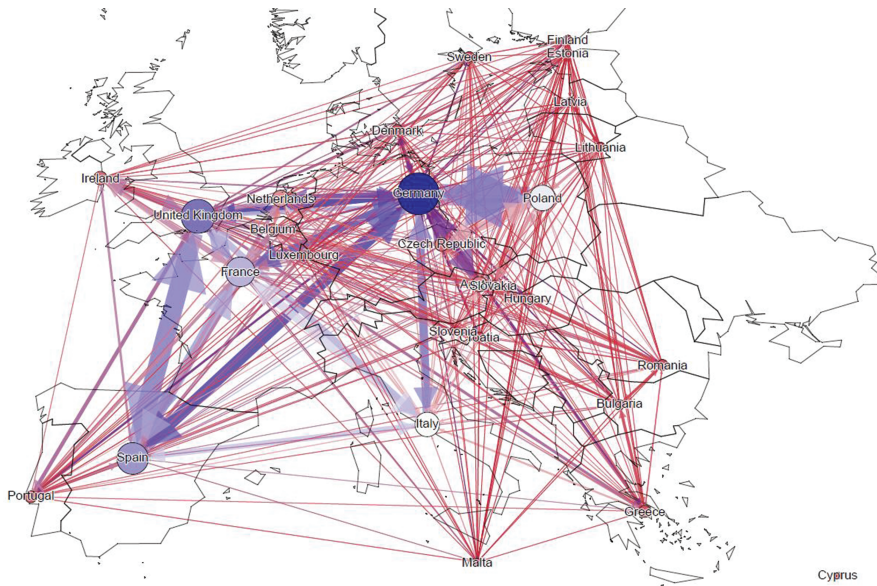 Finland
Estonia
Sweden
Latvia
Denmark
Lithuania
Ireland
Germany
Netherlands
Poland
United Kingdom
Belgium
Czech Republic
Luxembourg
France
Slovakia
Hungary
Slovenia
Croatia
Romania
Bulgaria
Italy
Spain
Portugal
Greece
Malta
Cyprus